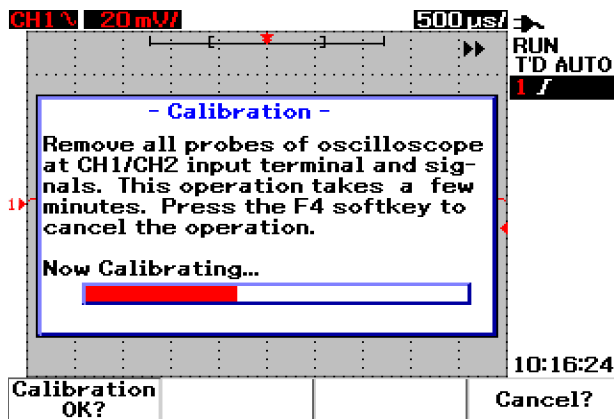 CH1∿ 20mV/ 500µs/
RUN
T'D AUTO
1
- Calibration -
Remove all probes of oscilloscope
at CH1/CH2 input terminal and sig-
nals. This operation takes a few
minutes. Press the F4 softkey to
cancel the operation.
1
Now Calibrating...
10:16:24
Calibration
OK?
Cancel?